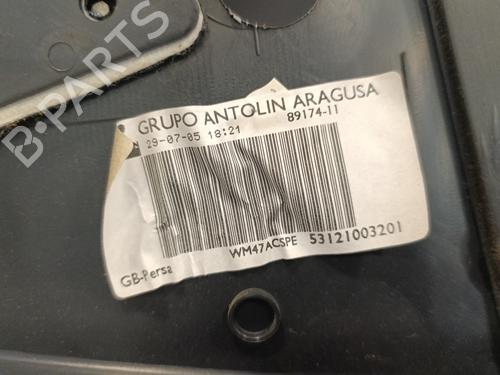 GRUPO ANTOLIN ARAGUSA
N 29-07-05 18:21 89174-11
WM47ACSPE 53121003201
GB-Persa
B-PARTS